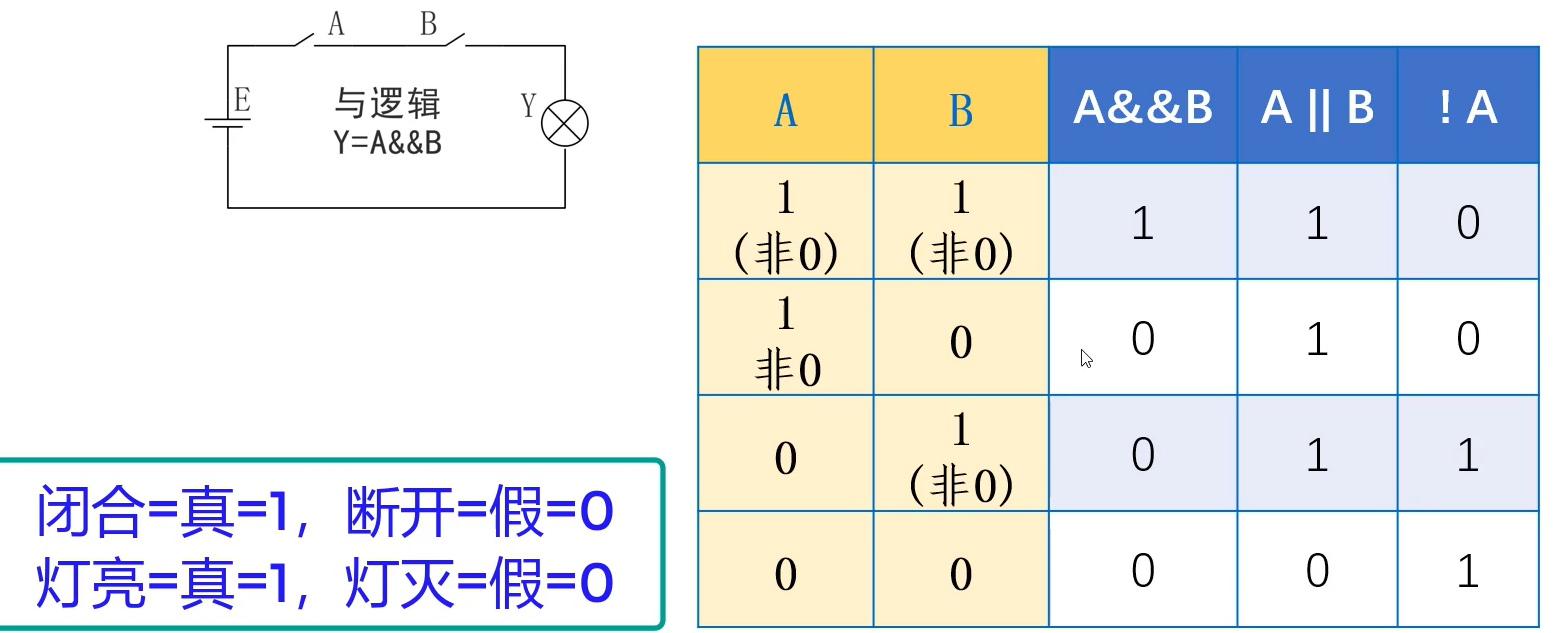 A B
E
与逻辑
Y=A&&B
Y
闭合=真=1, 断开=假=0
灯亮=真=1, 灯灭=假=0
A B A&&B A || B ! A
1 (非0) 1 (非0) 1 1 0
1 非0 0 0 1 0
0 1 (非0) 0 1 1
0 0 0 0 1